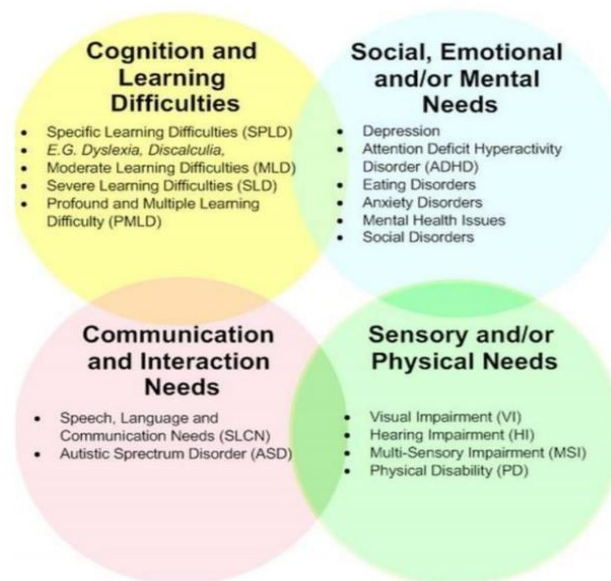 Cognition and
Learning
Difficulties
• Specific Learning Difficulties (SPLD)
• E.G. Dyslexia, Discalculia,
• Moderate Learning Difficulties (MLD)
• Severe Learning Difficulties (SLD)
• Profound and Multiple Learning
Difficulty (PMLD)
Social, Emotional
and/or Mental
Needs
• Depression
• Attention Deficit Hyperactivity
Disorder (ADHD)
• Eating Disorders
• Anxiety Disorders
• Mental Health Issues
• Social Disorders
Communication
and Interaction
Needs
• Speech, Language and
Communication Needs (SLCN)
• Autistic Sprectrum Disorder (ASD)
Sensory and/or
Physical Needs
• Visual Impairment (VI)
• Hearing Impairment (HI)
• Multi-Sensory Impairment (MSI)
• Physical Disability (PD)